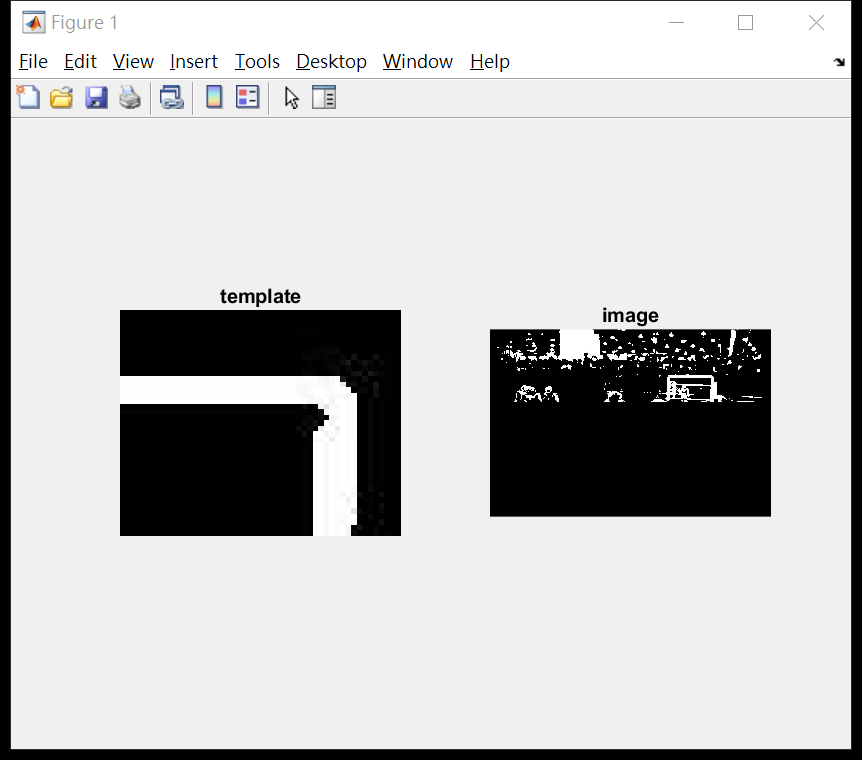 Figure 1
File Edit View Insert Tools Desktop Window Help
template
image